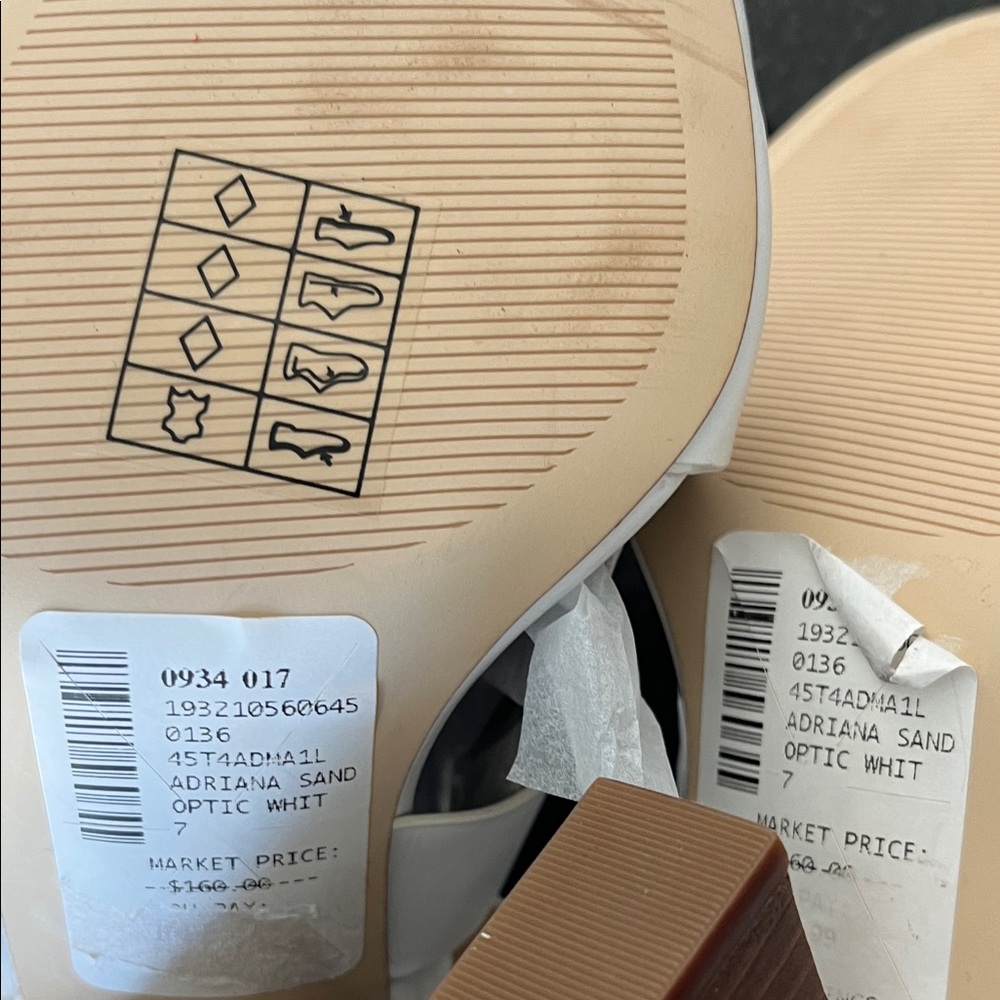 0934 017
193210560645
0136
45T4ADMA1L
ADRIANA SAND
OPTIC WHIT
7
MARKET PRICE:
$160.00
0136
45T4ADMA1L
ADRIANA SAND
OPTIC WHIT
7
MARKET PRICE: